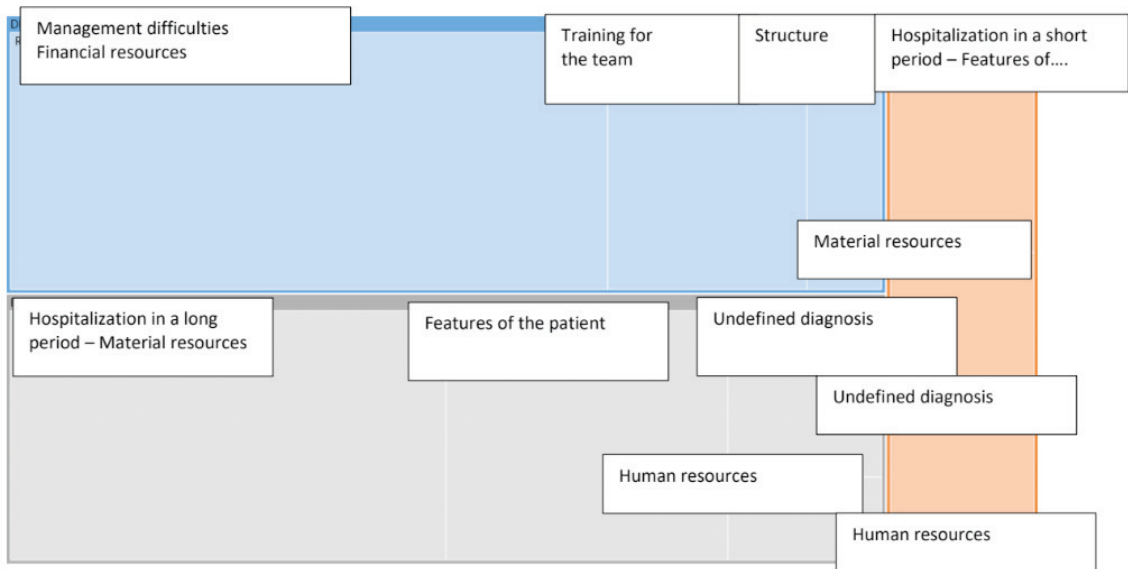 Management difficulties
Financial resources
Training for
the team
Structure
Hospitalization in a short
period – Features of....
Material resources
Hospitalization in a long
period – Material resources
Features of the patient
Undefined diagnosis
Undefined diagnosis
Human resources
Human resources